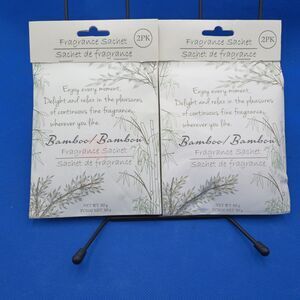 Fragrance Sachet
Sachet de fragrance
2PK
Enjoy every moment.
Delight and relax in the pleasures
of continuous fine fragrance,
wherever you like.
Bamboo/Bambou
Fragrance Sachet
Sachet de fragrance
Fragrance Sachet
Sachet de fragrance
2PK
Enjoy every moment.
Delight and relax in the pleasures
of continuous fine fragrance,
wherever you like.
Bamboo/Bambou
Fragrance Sachet
Sachet de fragrance